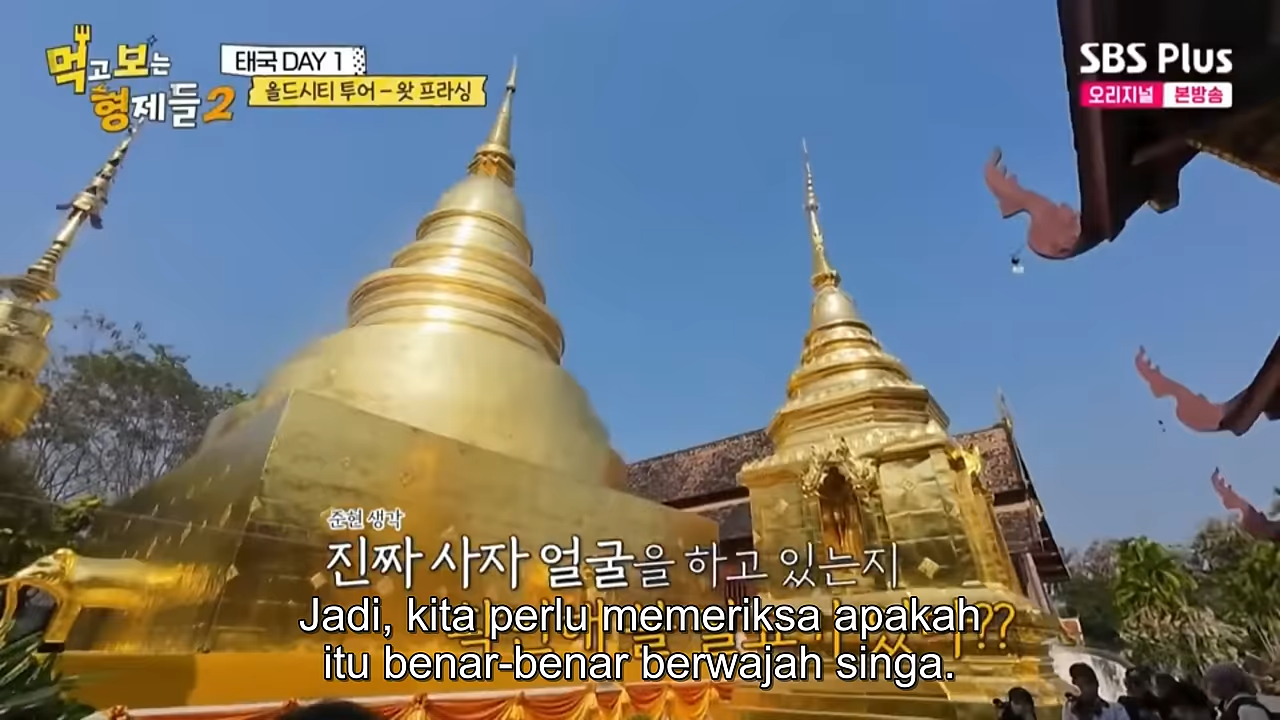 먹고 보는
형제들 2
태국 DAY 1
올드시티 투어 – 왓 프라싱
SBS Plus
오리지널 본방송
준현 생각
진짜 사자 얼굴을 하고 있는지
Jadi, kita perlu memeriksa apakah
itu benar-benar berwajah singa.